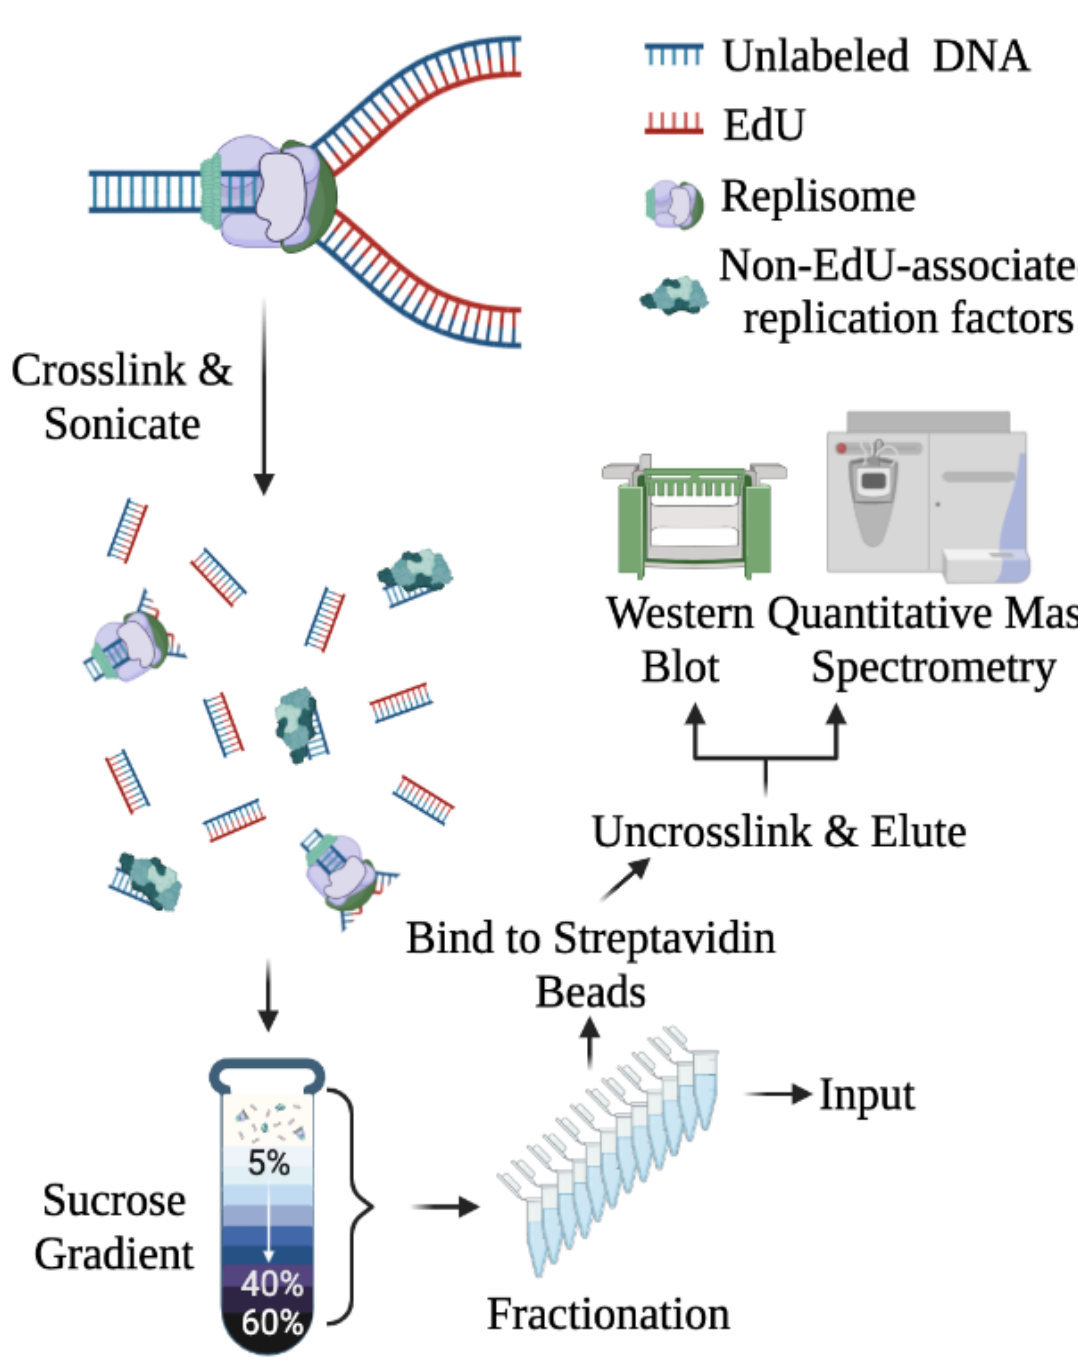 Unlabeled DNA
EdU
Replisome
Non-EdU-associate
replication factors
Crosslink &
Sonicate
Western
Blot
Quantitative Mas
Spectrometry
Uncrosslink & Elute
Bind to Streptavidin
Beads
Input
5%
40%
60%
Sucrose
Gradient
Fractionation